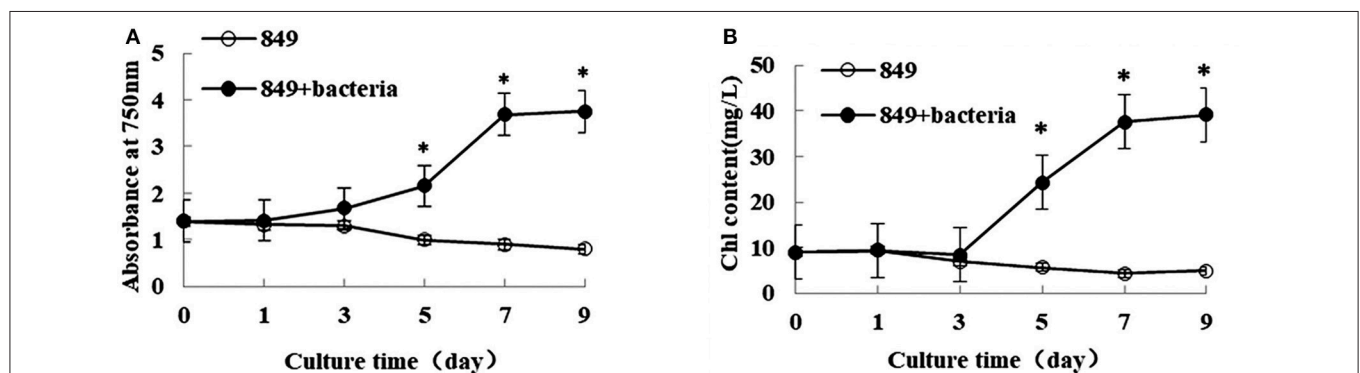 A
849
849+bacteria
Absorbance at 750nm
5
4
3
2
1
0
* * *
0 1 3 5 7 9
Culture time（day）
B
849
849+bacteria
Chl content(mg/L)
50
40
30
20
10
0
* * *
0 1 3 5 7 9
Culture time（day）